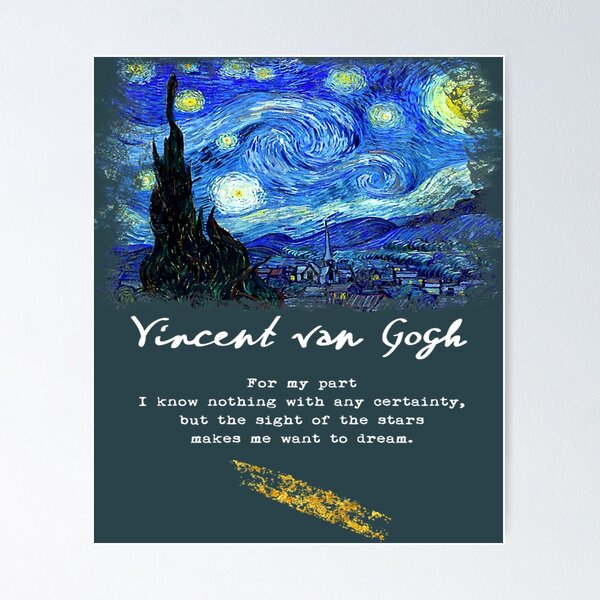 Vincent van Gogh
For my part
I know nothing with any certainty,
but the sight of the stars
makes me want to dream.